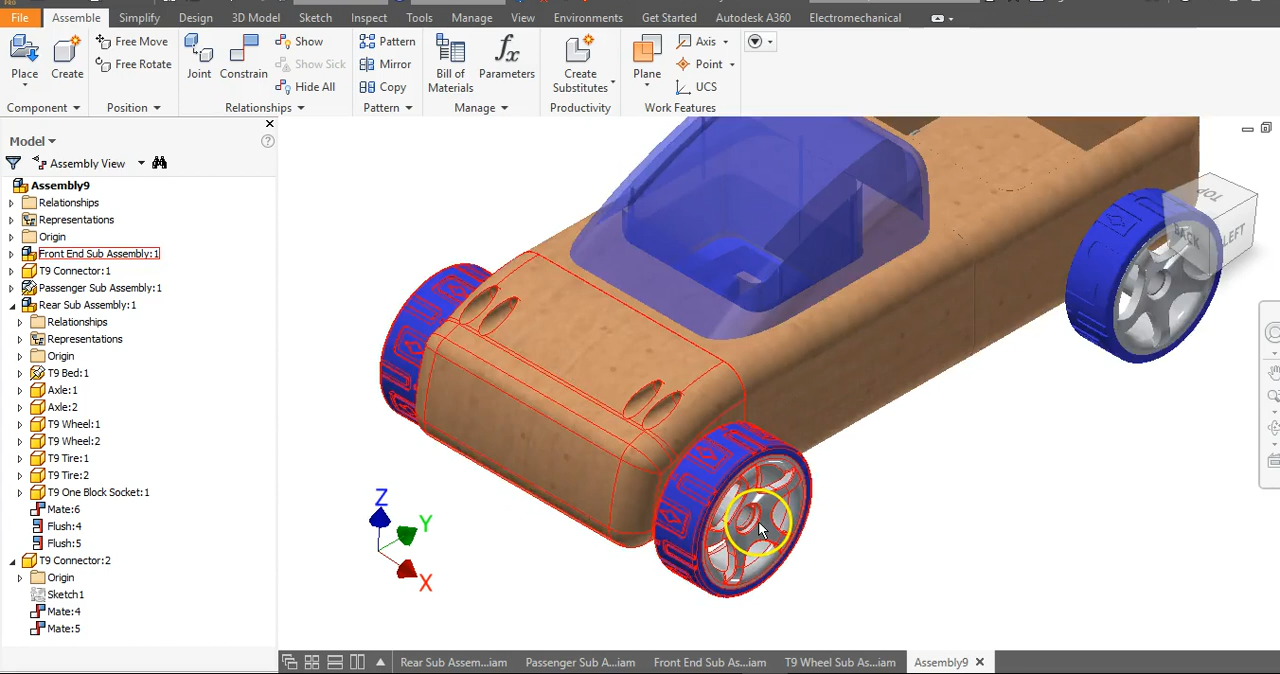 PRO
File Assemble Simplify Design 3D Model Sketch Inspect Tools Manage View Environments Get Started Autodesk A360 Electromechanical
Place Create Free Move Free Rotate Joint Constrain Show Show Sick Hide All Pattern Mirror Copy Bill of Materials fx Parameters Create Substitutes Plane Axis Point UCS
Component Position Relationships Pattern Manage Productivity Work Features
Model
Assembly View
Assembly9
Relationships
Representations
Origin
Front End Sub Assembly:1
T9 Connector:1
Passenger Sub Assembly:1
Rear Sub Assembly:1
Relationships
Representations
Origin
T9 Bed:1
Axle:1
Axle:2
T9 Wheel:1
T9 Wheel:2
T9 Tire:1
T9 Tire:2
T9 One Block Socket:1
Mate:6
Flush:4
Flush:5
T9 Connector:2
Origin
Sketch1
Mate:4
Mate:5
TOP
BACK LEFT
Z
Y
X
Rear Sub Assem...iam Passenger Sub A...iam Front End Sub As...iam T9 Wheel Sub As...iam Assembly9